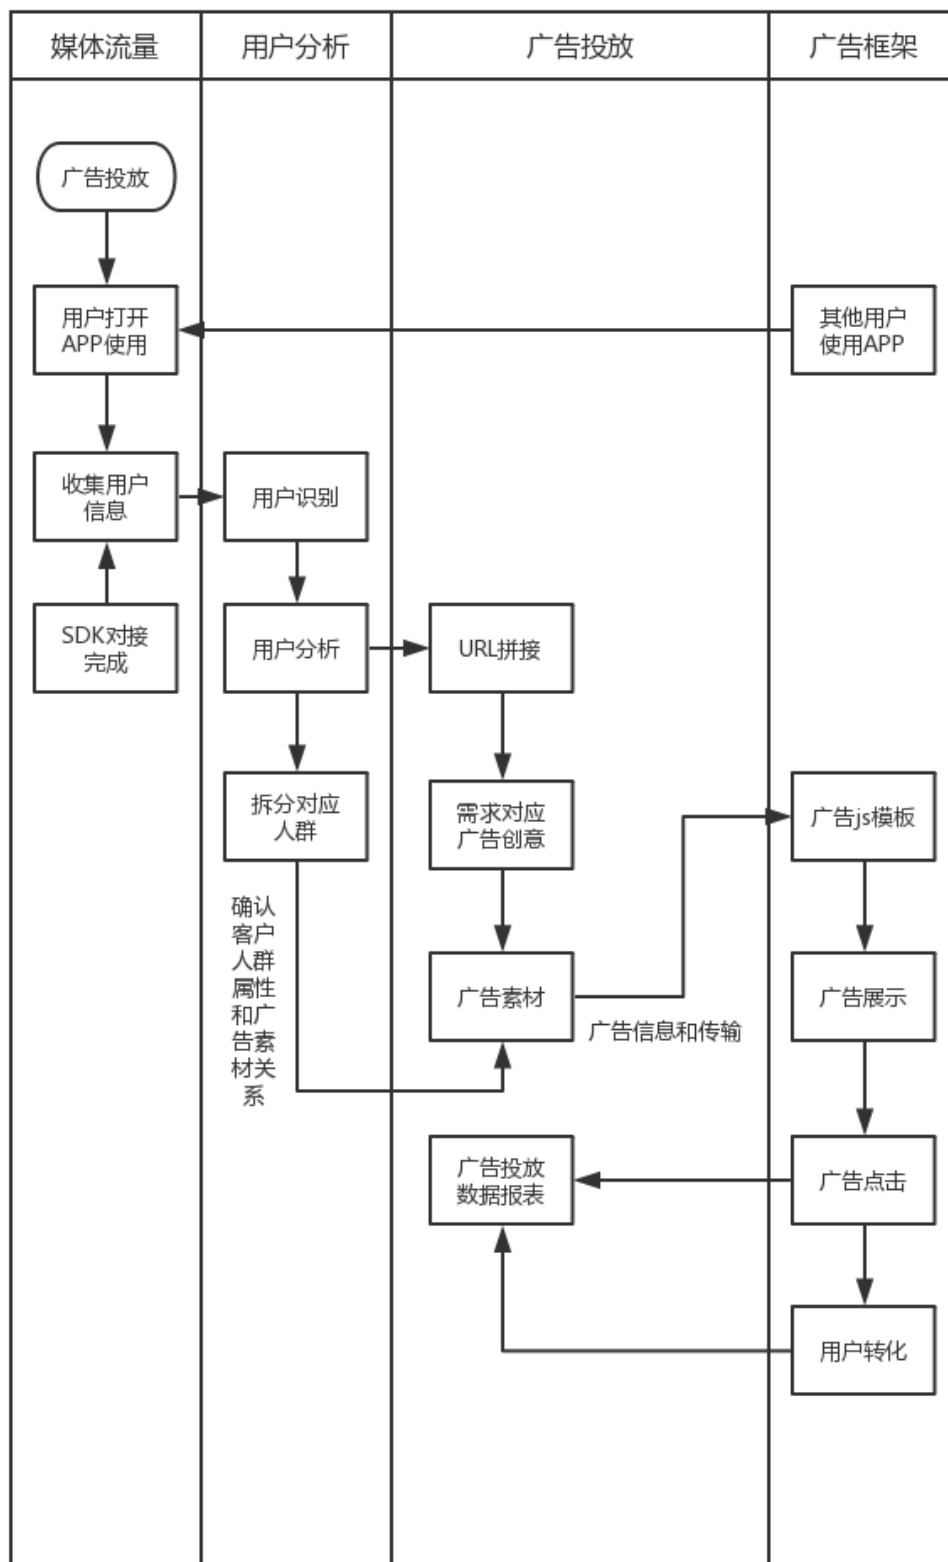 媒体流量
用户分析
广告投放
广告框架
广告投放
用户打开
APP使用
其他用户
使用APP
收集用户
信息
用户识别
SDK对接
完成
用户分析
URL拼接
拆分对应
人群
需求对应
广告创意
广告js模板
确认
客户
人群
属性
和广
告素
材关
系
广告素材
广告信息和传输
广告展示
广告投放
数据报表
广告点击
用户转化